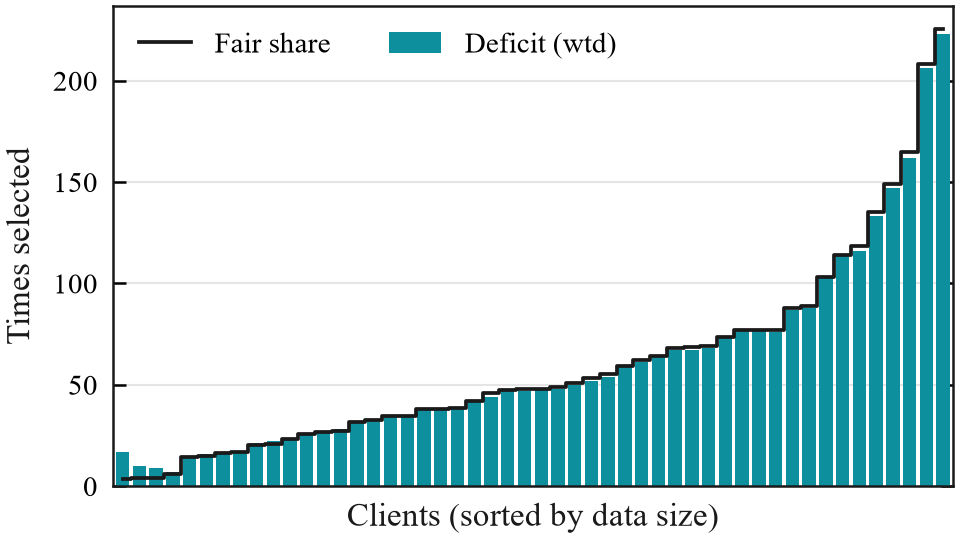 Fair share
Deficit (wtd)
200
150
100
50
0
Times selected
Clients (sorted by data size)